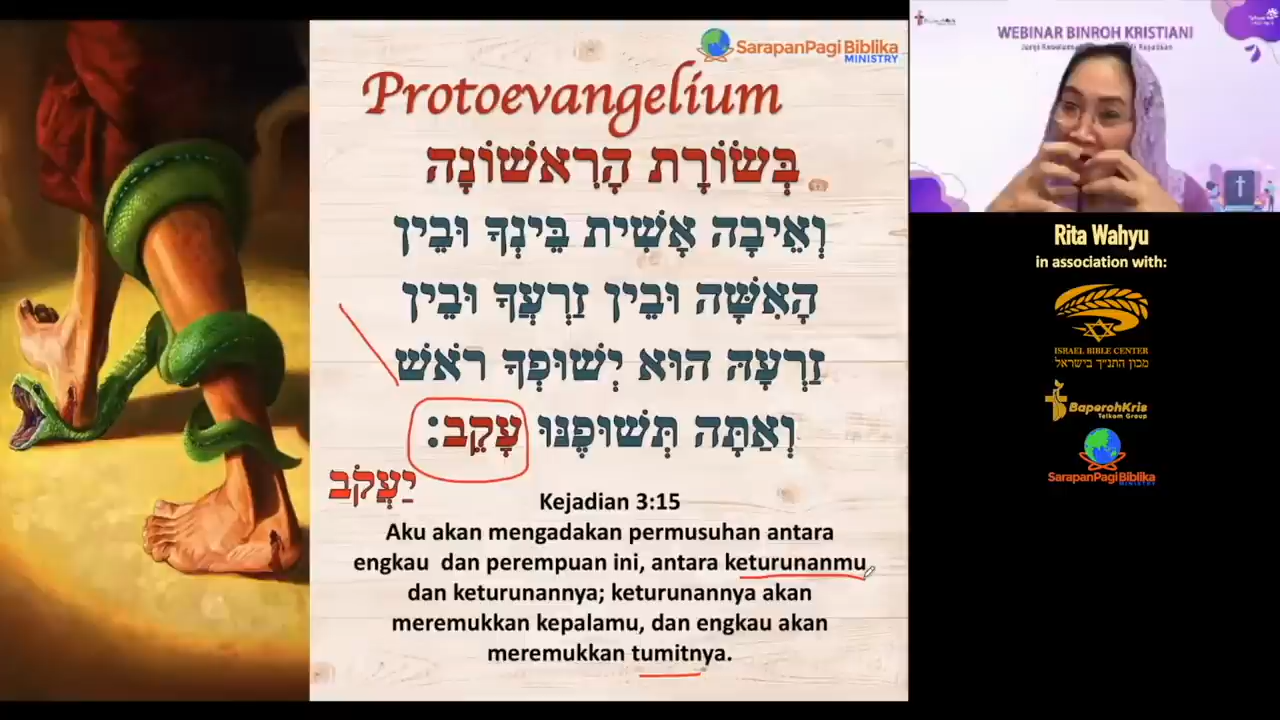 SarapanPagi Biblika
MINISTRY
Protoevangelium
בְּשׂוֹרָת הָרִאשׁוֹנָה
וְאֵיבָה אָשִׁית בֵּינְךָ וּבֵין
הָאִשָּׁה וּבֵין זַרְעֲךָ וּבֵין
זַרְעָהּ הוּא יְשׁוּפְךָ רֹאשׁ
וְאַתָּה תְּשׁוּפֶנּוּ עָקֵב׃
יַעֲקֹב
Kejadian 3:15
Aku akan mengadakan permusuhan antara
engkau dan perempuan ini, antara keturunanmu
dan keturunannya; keturunannya akan
meremukkan kepalamu, dan engkau akan
meremukkan tumitnya.
BaperohKris
WEBINAR BINROH KRISTIANI
Rita Wahyu
in association with:
ISRAEL BIBLE CENTER
מכון התנ״ך בישראל
BaperohKris
Telkom Group
SarapanPagi Biblika
MINISTRY